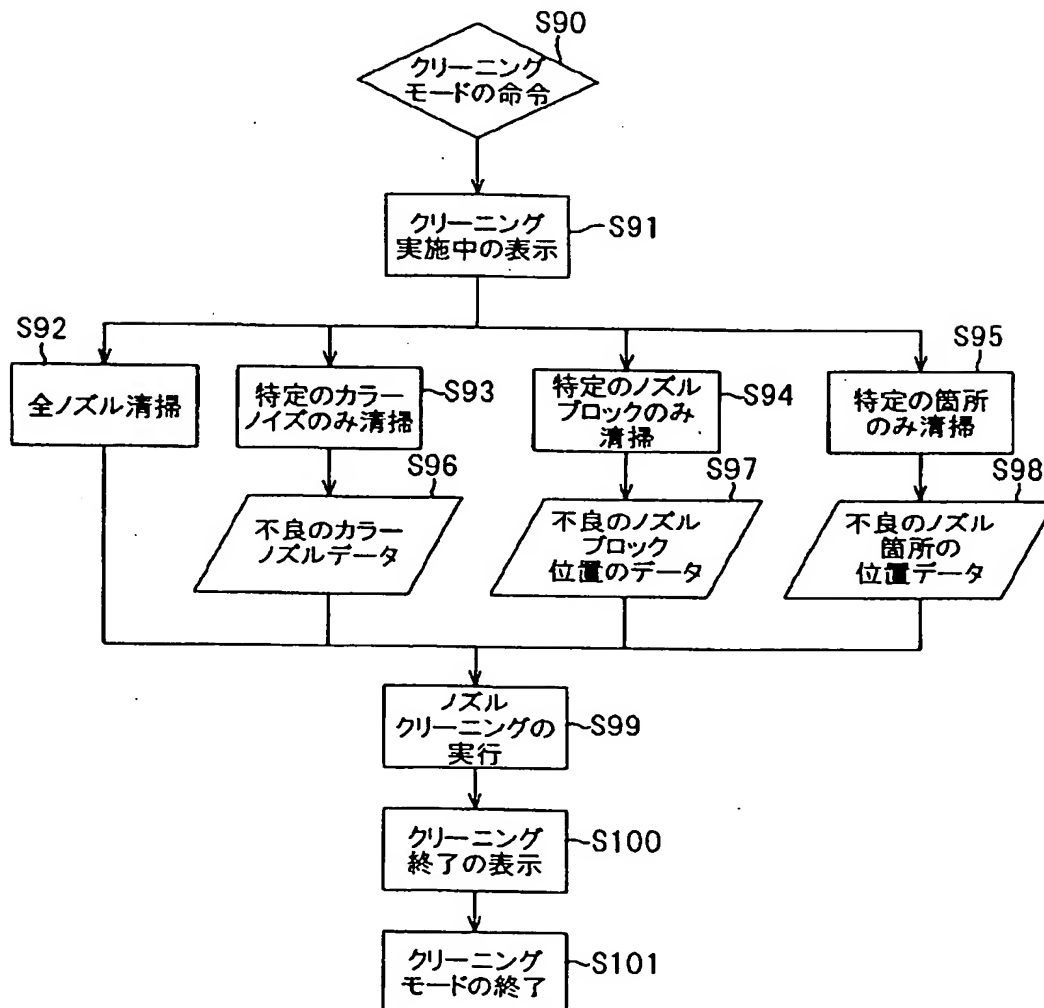 S90
クリーニング
モードの命令
クリーニング
実施中の表示
S91
S92
全ノズル清掃
特定のカラー
ノイズのみ清掃
S93
特定のノズル
ブロックのみ
清掃
S94
S95
特定の箇所
のみ清掃
S96
不良のカラー
ノズルデータ
S97
不良のノズル
ブロック
位置のデータ
S98
不良のノズル
箇所の
位置データ
ノズル
クリーニングの
実行
S99
クリーニング
終了の表示
S100
クリーニング
モードの終了
S101